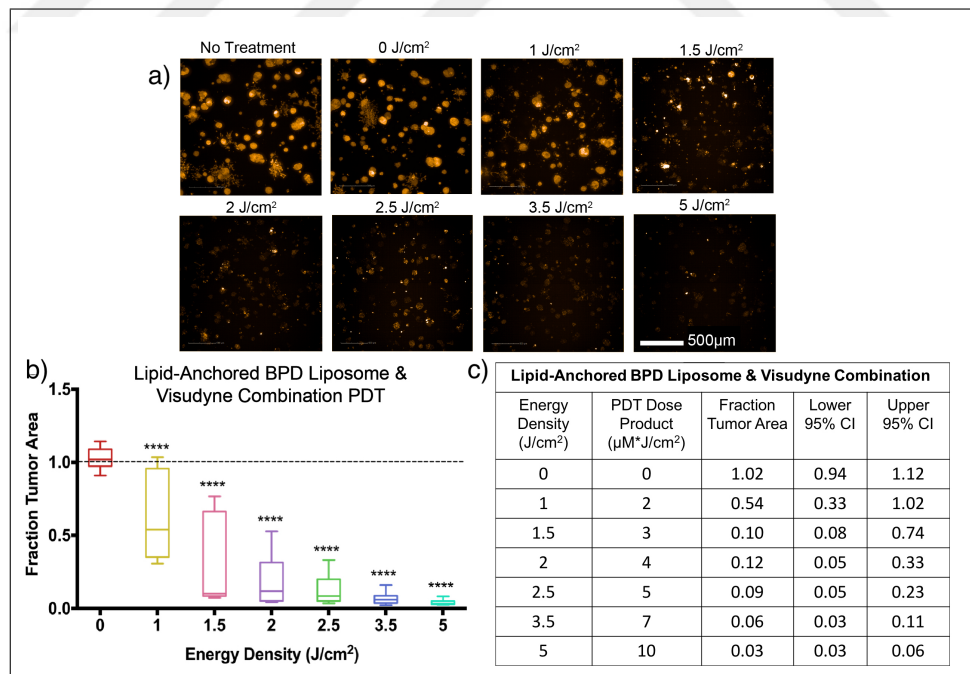 No Treatment 0 J/cm² 1 J/cm² 1.5 J/cm²
a)
2 J/cm² 2.5 J/cm² 3.5 J/cm² 5 J/cm²
500µm
b)
Lipid-Anchored BPD Liposome &
Visudyne Combination PDT
Fraction Tumor Area
1.5
1.0
0.5
0.0
**** **** **** **** **** ****
0 1 1.5 2 2.5 3.5 5
Energy Density (J/cm²)
c)
Lipid-Anchored BPD Liposome & Visudyne Combination
Energy Density (J/cm²) PDT Dose Product (µM*J/cm²) Fraction Tumor Area Lower 95% CI Upper 95% CI
0 0 1.02 0.94 1.12
1 2 0.54 0.33 1.02
1.5 3 0.10 0.08 0.74
2 4 0.12 0.05 0.33
2.5 5 0.09 0.05 0.23
3.5 7 0.06 0.03 0.11
5 10 0.03 0.03 0.06